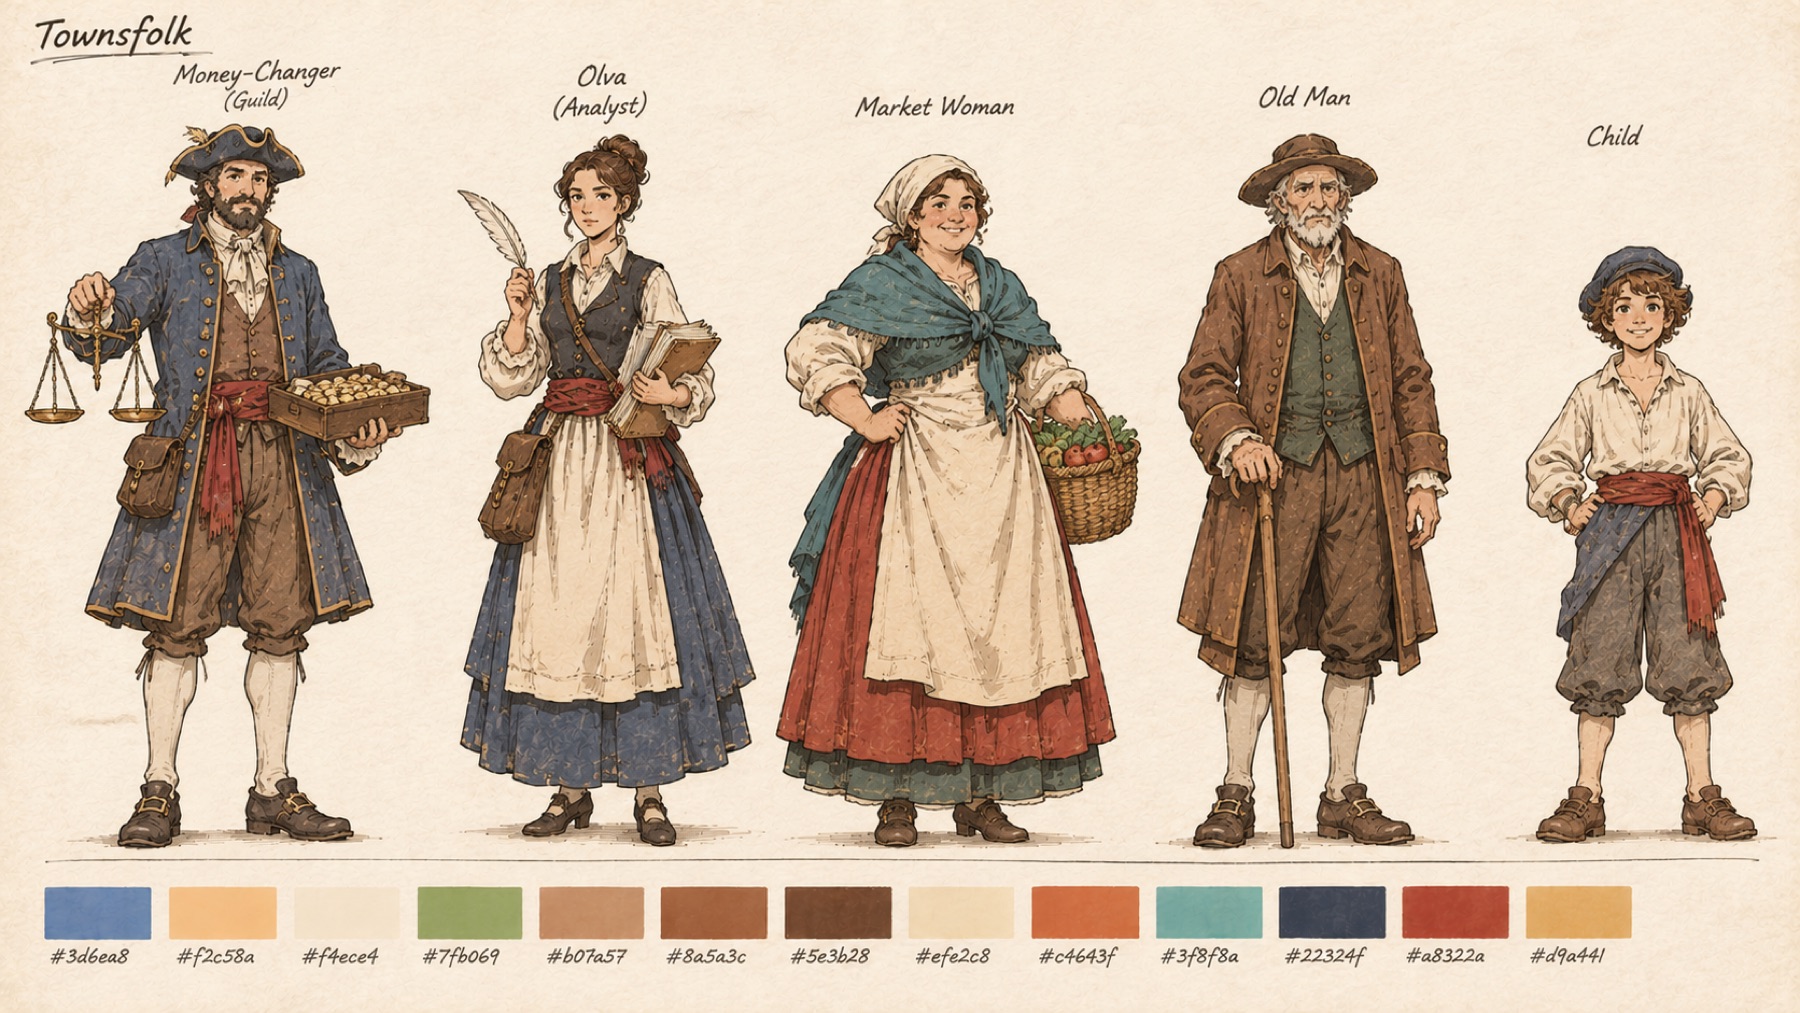 Townsfolk
Money-Changer
(Guild)
Olva
(Analyst)
Market Woman
Old Man
Child
#3d6ea8
#f2c58a
#f4ece4
#7fb069
#b07a57
#8a5a3c
#5e3b28
#efe2c8
#c4643f
#3f8f8a
#22324f
#a8322a
#d9a441